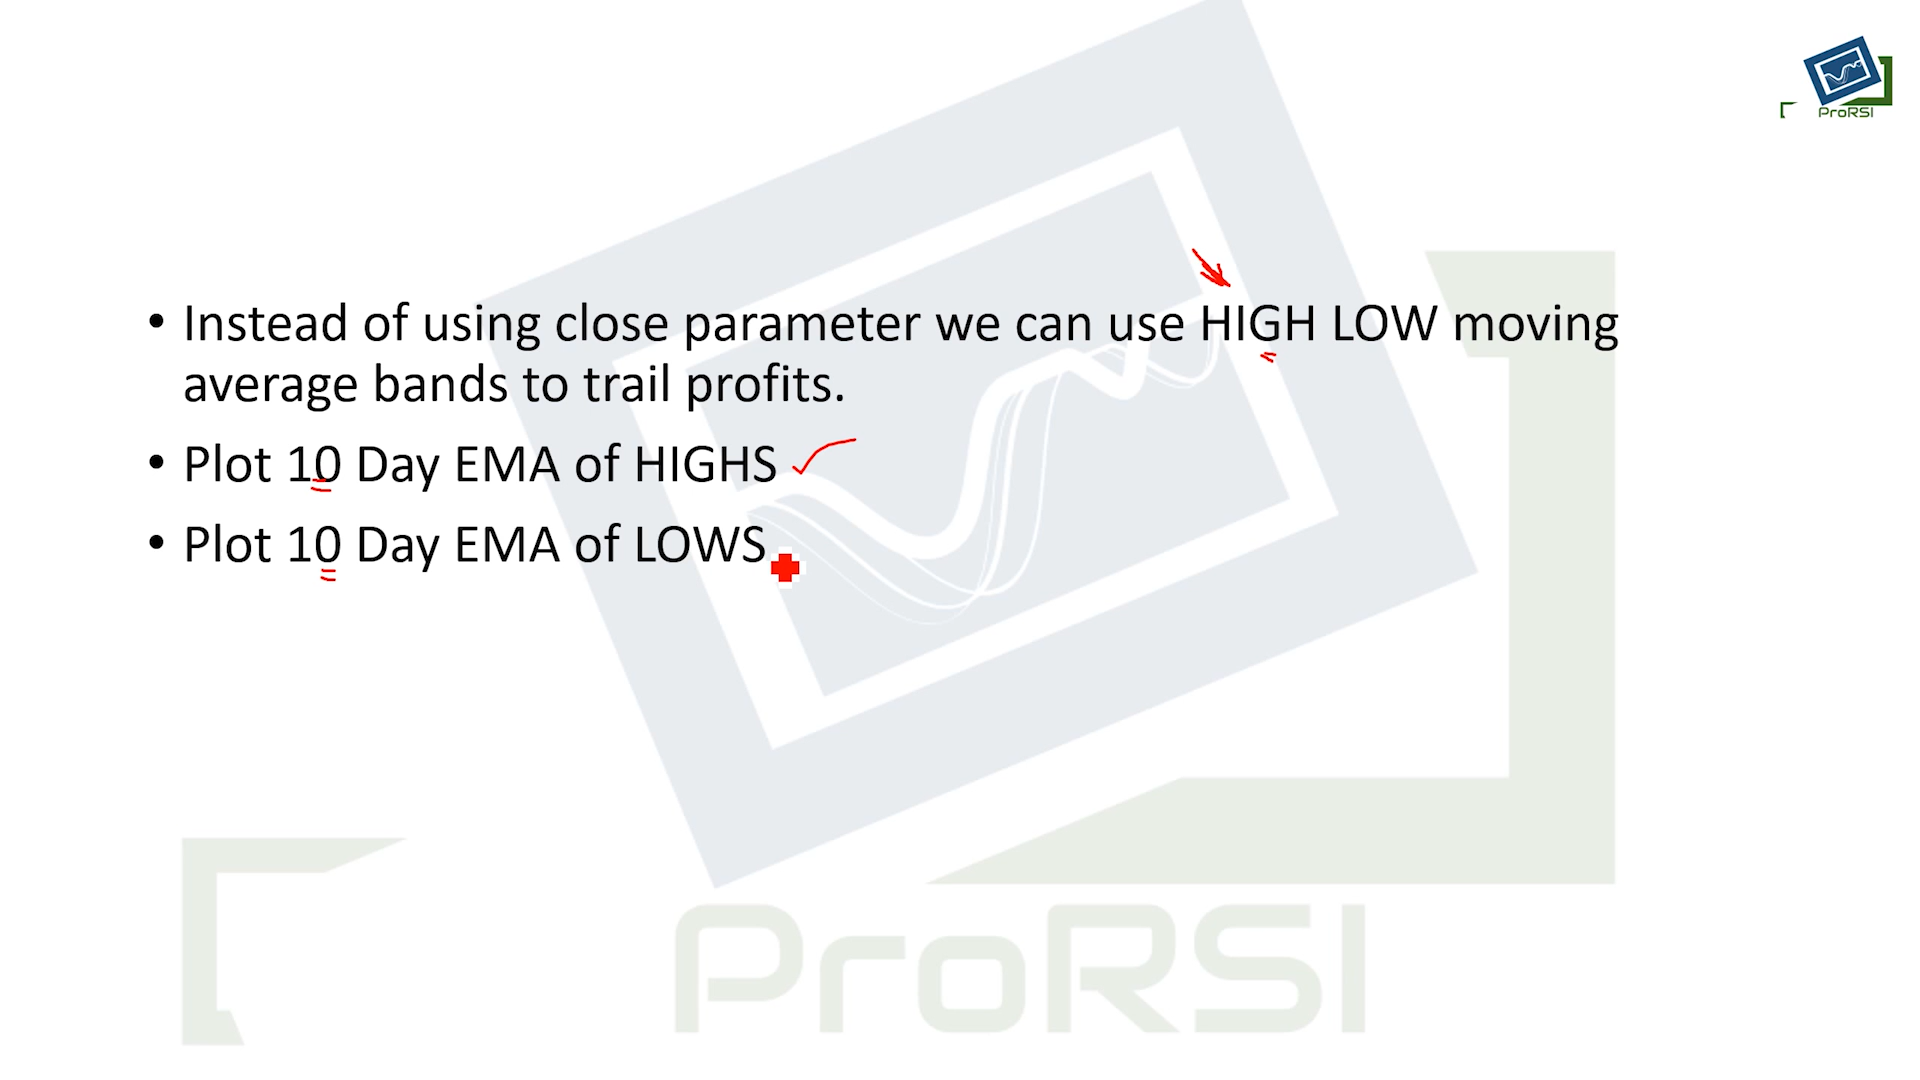 ProRSI
• Instead of using close parameter we can use HIGH LOW moving
average bands to trail profits.
• Plot 10 Day EMA of HIGHS
• Plot 10 Day EMA of LOWS
ProRSI